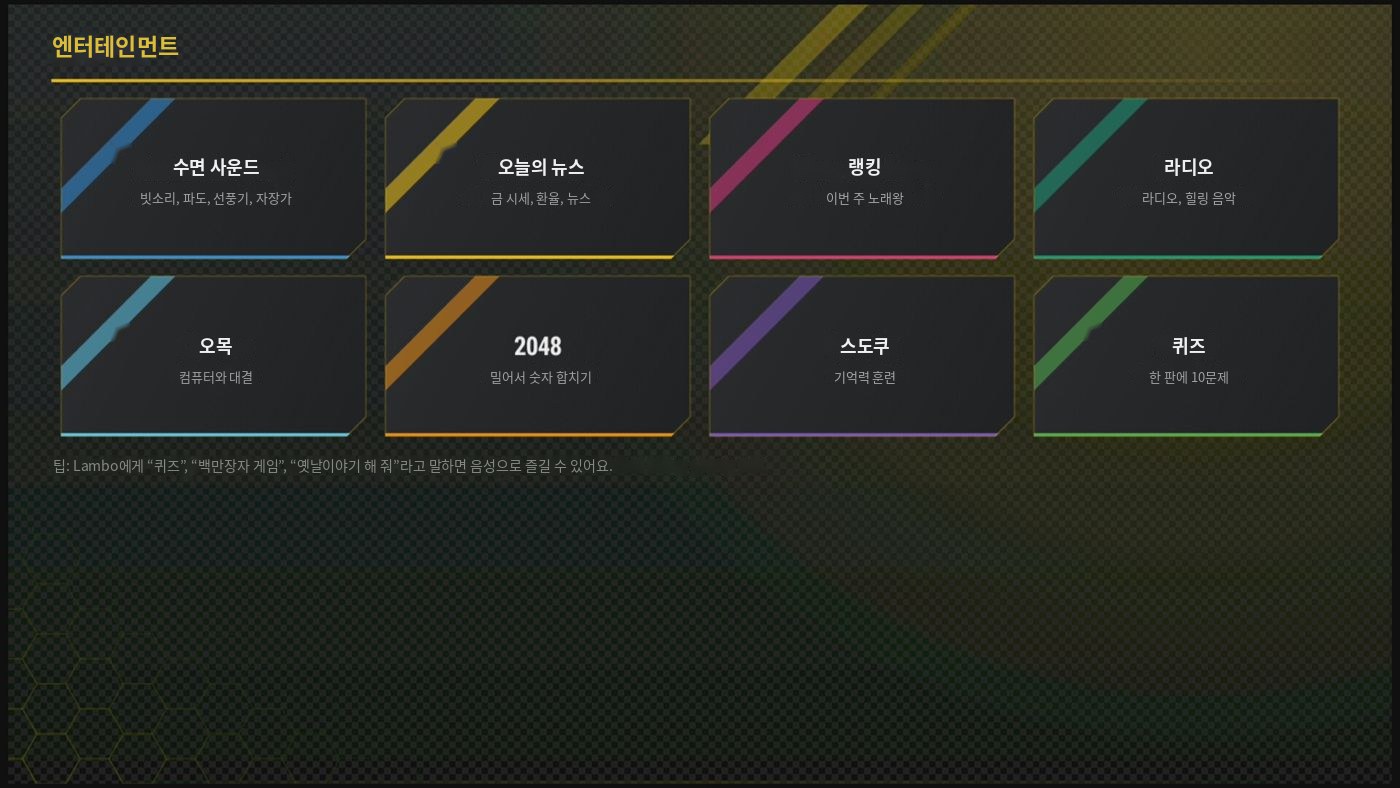 엔터테인먼트
수면 사운드
빗소리, 파도, 선풍기, 자장가
오늘의 뉴스
금 시세, 환율, 뉴스
랭킹
이번 주 노래왕
라디오
라디오, 힐링 음악
오목
컴퓨터와 대결
2048
밀어서 숫자 합치기
스도쿠
기억력 훈련
퀴즈
한 판에 10문제
팁: Lambo에게 “퀴즈”, “백만장자 게임”, “옛날이야기 해 줘”라고 말하면 음성으로 즐길 수 있어요.